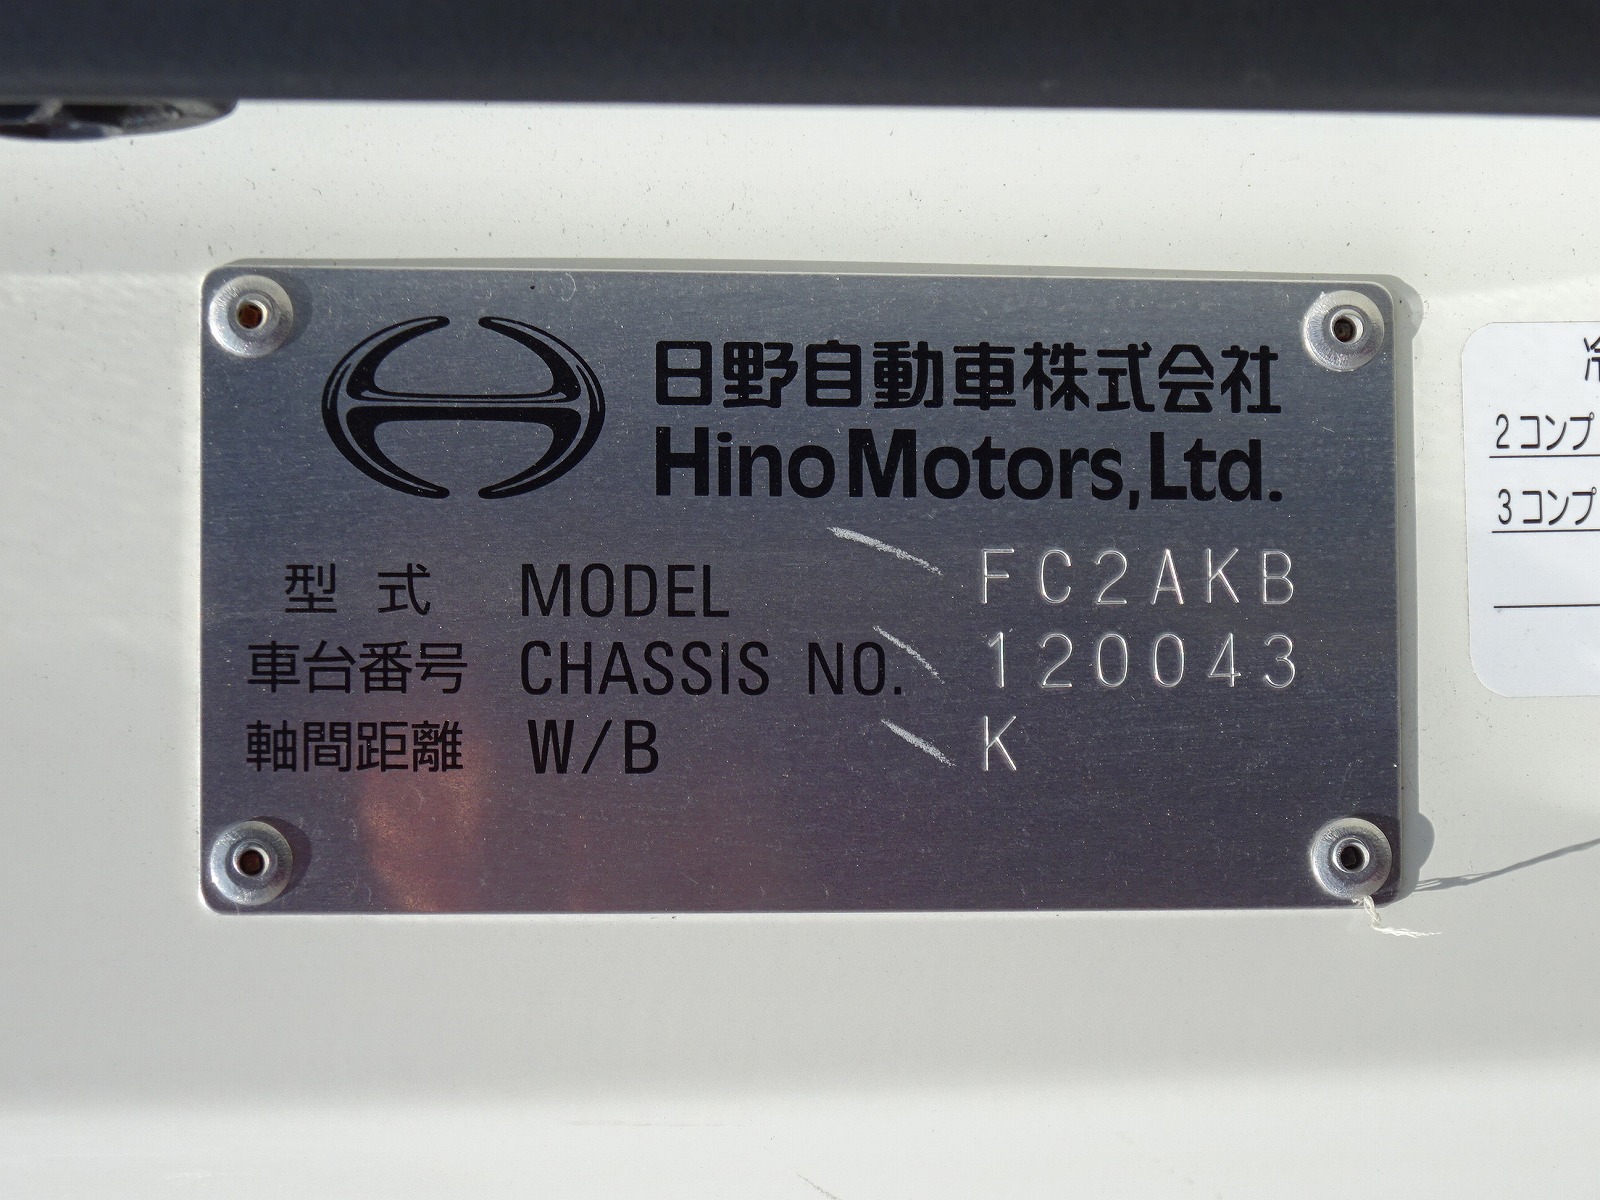 日野自動車株式会社
Hino Motors, Ltd.
型式 MODEL FC2AKB
車台番号 CHASSIS NO. 120043
軸間距離 W/B K
冷
2コンプ
3コンプ